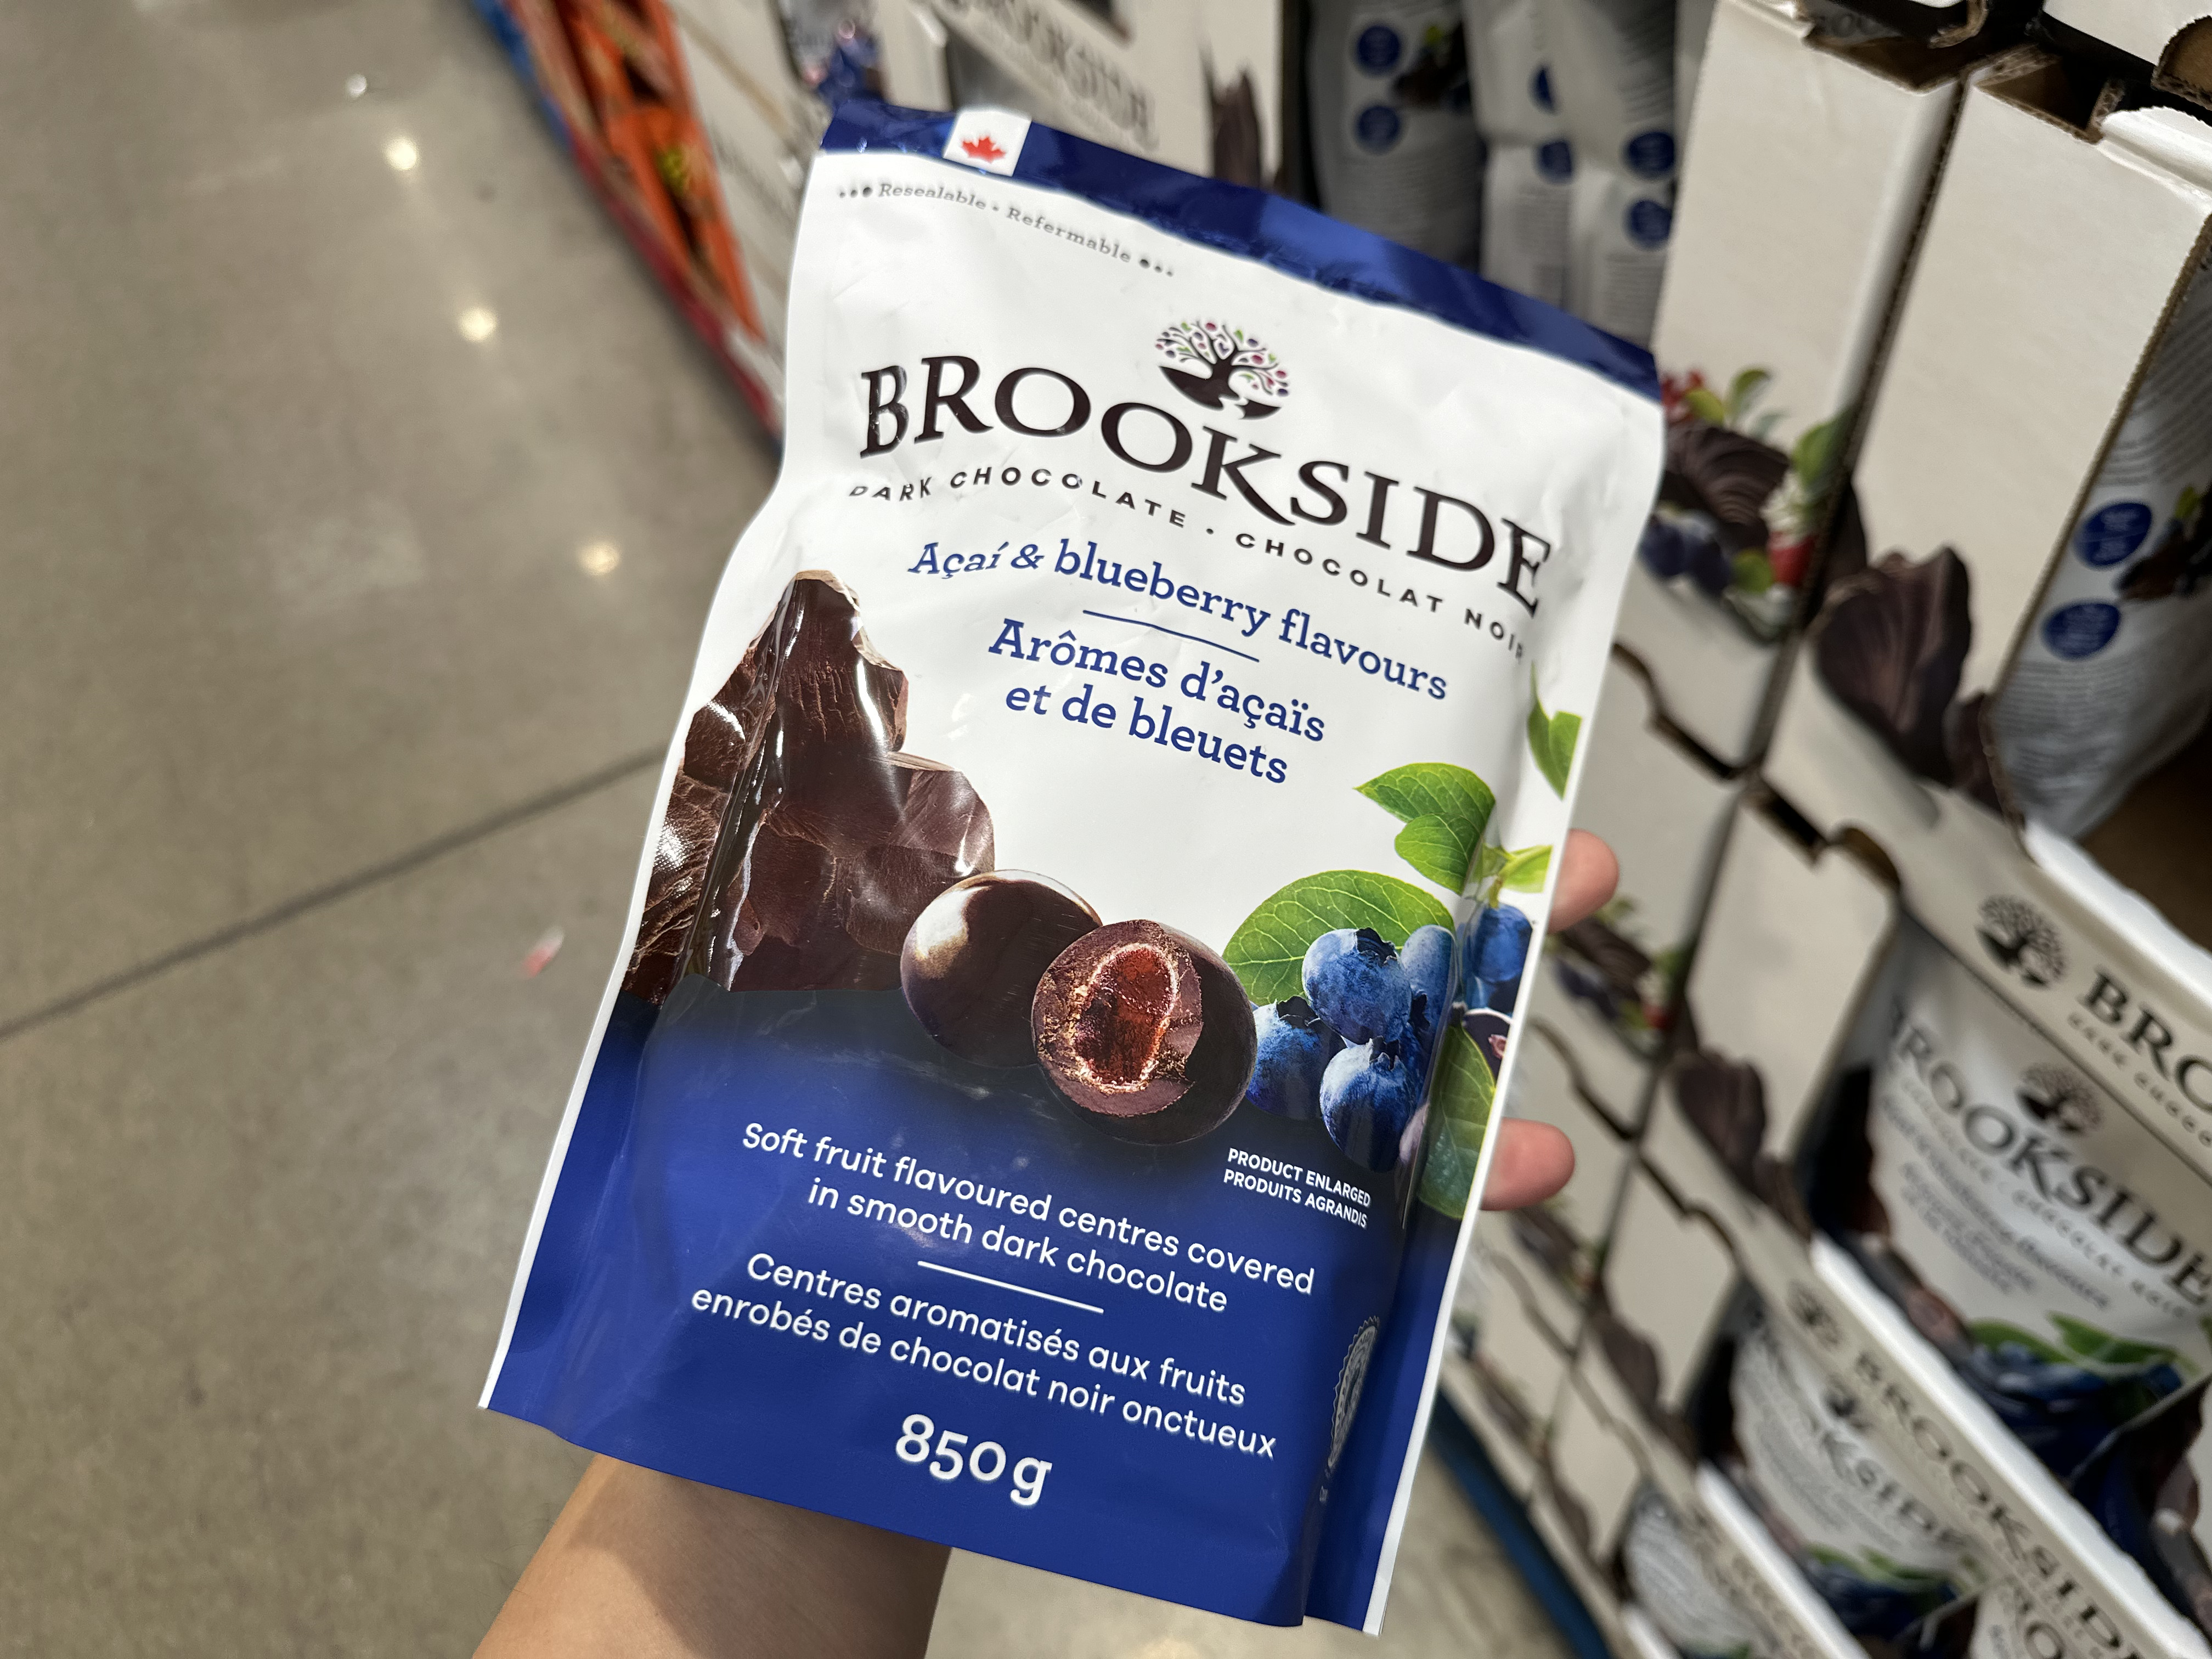 Resealable • Refermable
BROOKSIDE
DARK CHOCOLATE • CHOCOLAT NOIR
Açaí & blueberry flavours
Arômes d'açaïs
et de bleuets
PRODUCT ENLARGED
PRODUITS AGRANDIS
Soft fruit flavoured centres covered
in smooth dark chocolate
Centres aromatisés aux fruits
enrobés de chocolat noir onctueux
850 g
BROOKSIDE
BRO
BROOKSIDE
BROOKSIDE